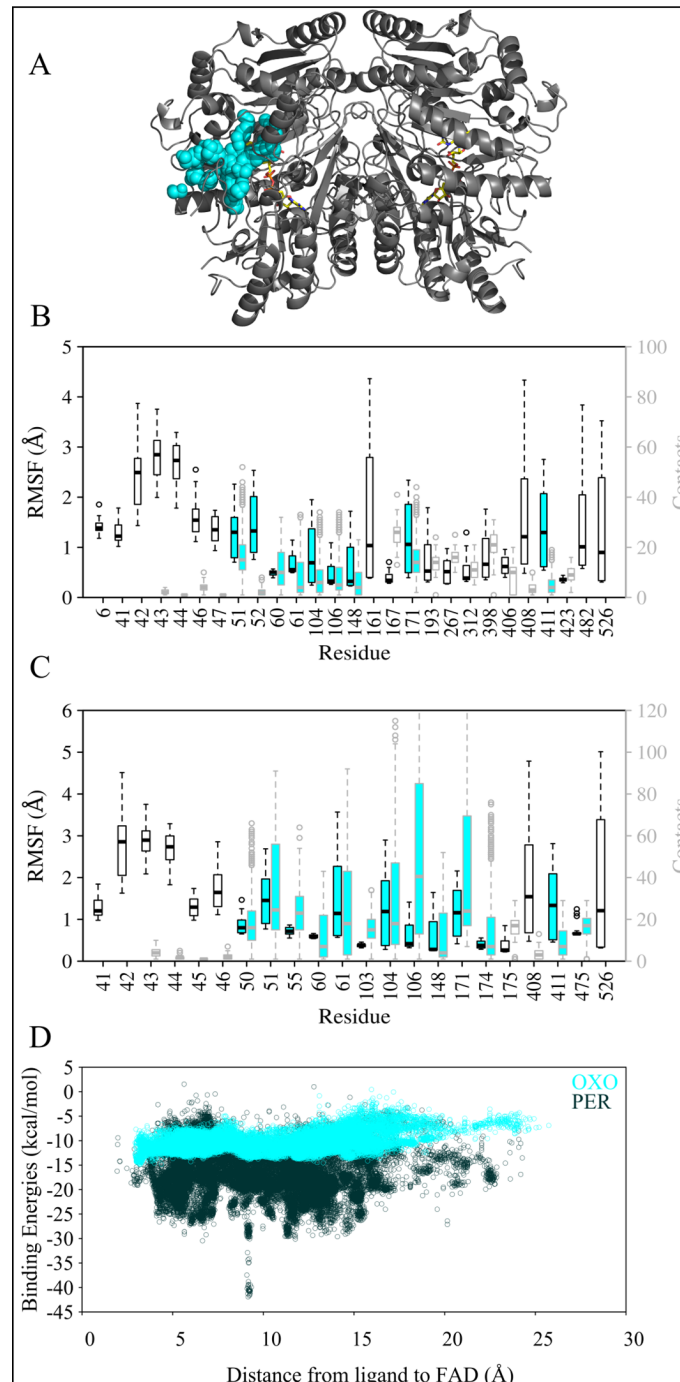 A
B
5
4
3
2
1
0
RMSF (Å)
100
80
60
40
20
0
Contacts
6 41 42 43 44 46 47 51 52 60 61 104 106 148 161 167 171 193 267 312 398 406 408 411 423 482 526
Residue
C
6
5
4
3
2
1
0
RMSF (Å)
120
100
80
60
40
20
0
Contacts
41 42 43 44 45 46 50 51 55 60 61 103 104 106 148 171 174 175 408 411 475 526
Residue
D
5
0
-5
-10
-15
-20
-25
-30
-35
-40
-45
Binding Energies (kcal/mol)
OXO
PER
0 5 10 15 20 25 30
Distance from ligand to FAD (Å)